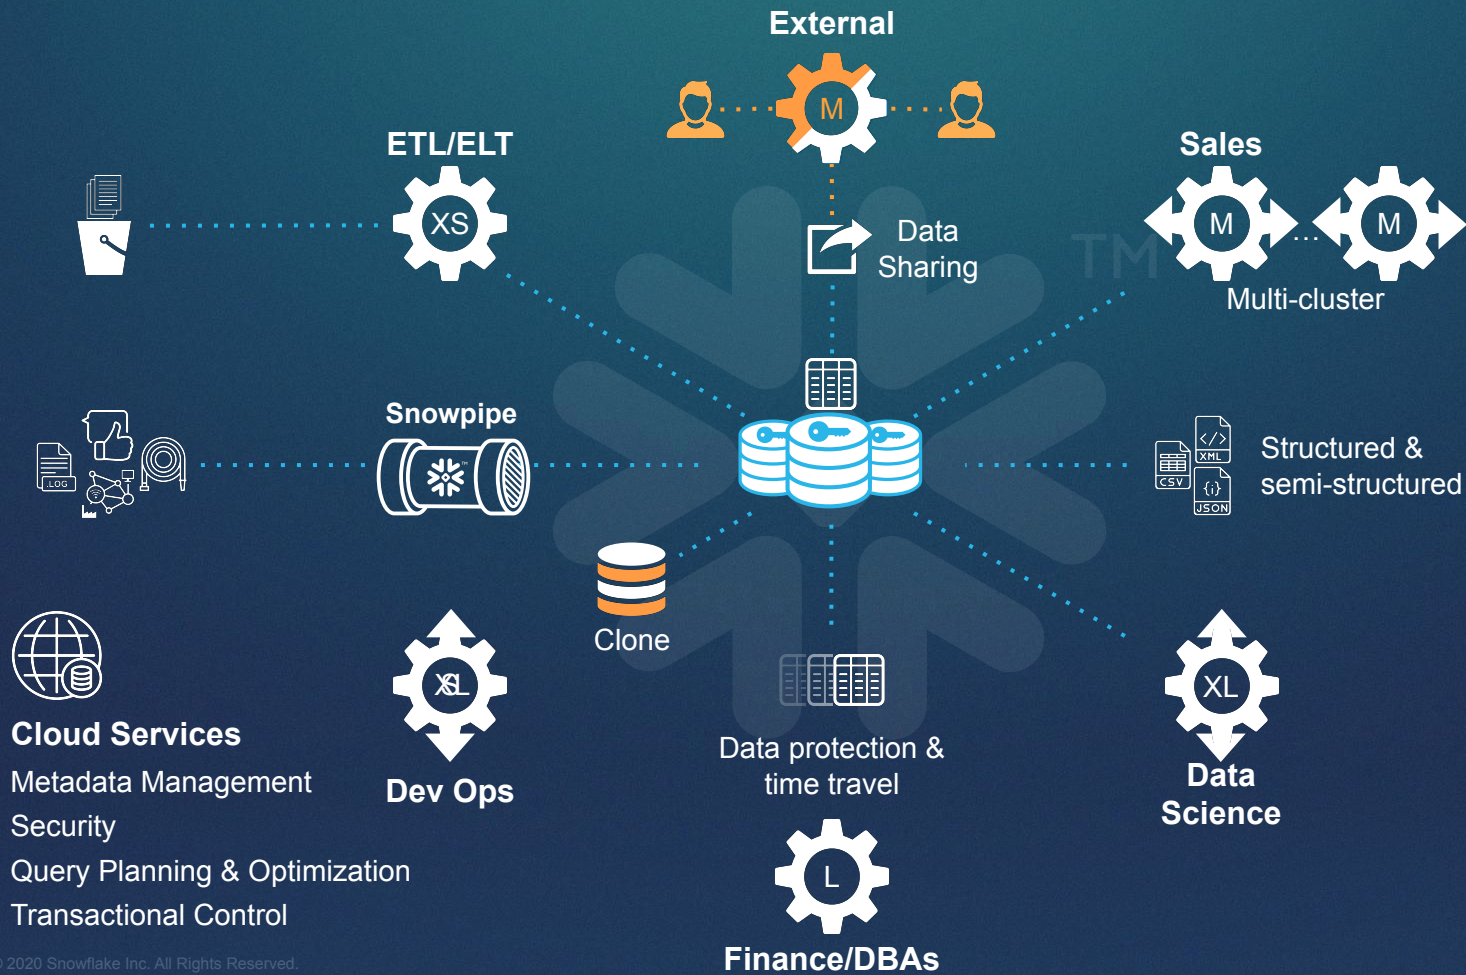 External
M
ETL/ELT
XS
Data
Sharing
Sales
M
...
M
TM
Multi-cluster
Snowpipe
.LOG
XML
CSV
{i}
JSON
Structured &
semi-structured
Clone
Cloud Services
Metadata Management
Security
Query Planning & Optimization
Transactional Control
Dev Ops
Data protection &
time travel
XL
Data
Science
L
Finance/DBAs
© 2020 Snowflake Inc. All Rights Reserved.